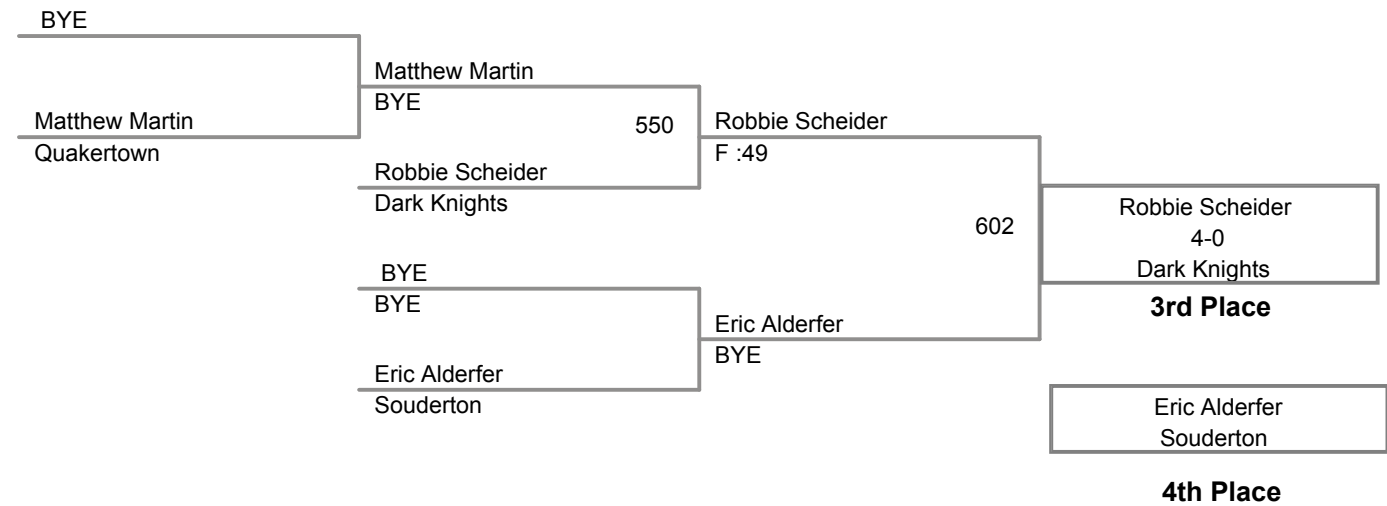 BYE
Matthew Martin
Quakertown
Matthew Martin
BYE
550
Robbie Scheider
Dark Knights
BYE
BYE
Eric Alderfer
Souderton
Robbie Scheider
F :49
602
Eric Alderfer
BYE
Robbie Scheider
4-0
Dark Knights
3rd Place
Eric Alderfer
Souderton
4th Place